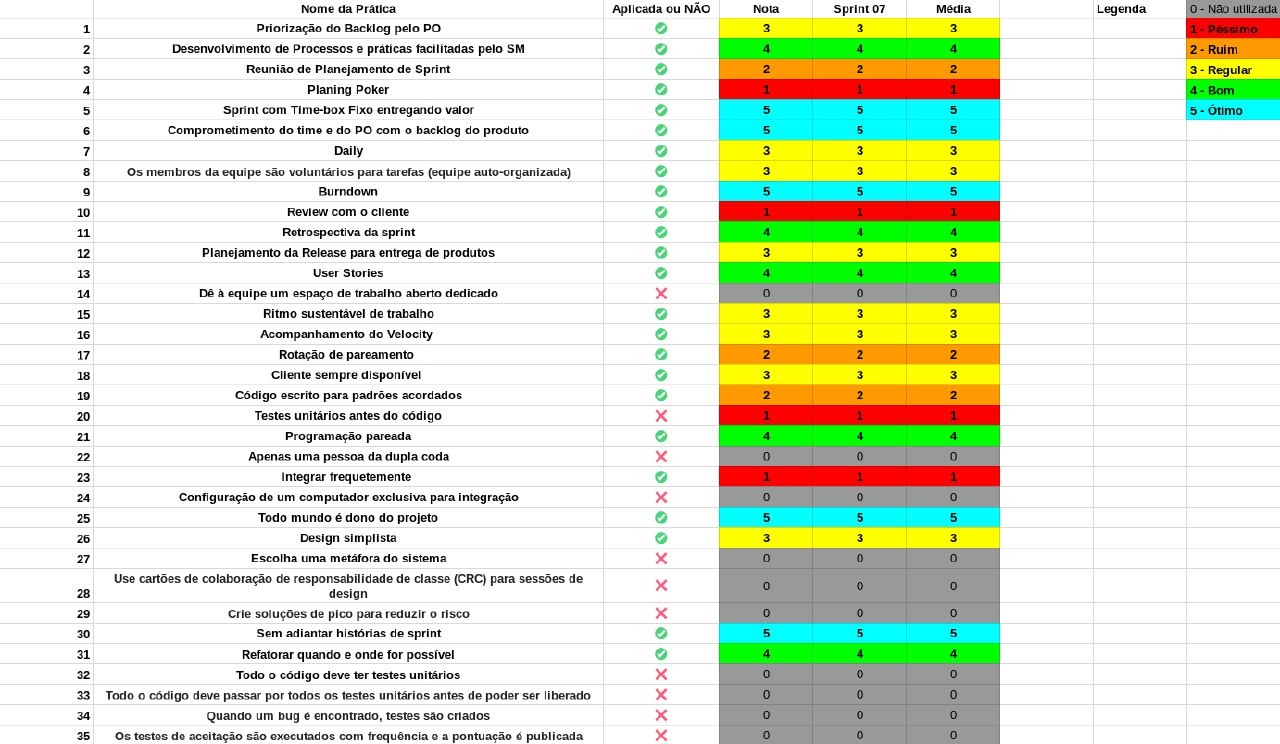 Nome da Prática Aplicada ou NÃO Nota Sprint 07 Média Legenda 0 - Não utilizada
1 Priorização do Backlog pelo PO 3 3 3 1 - Péssimo
2 Desenvolvimento de Processos e práticas facilitadas pelo SM 4 4 4 2 - Ruim
3 Reunião de Planejamento de Sprint 2 2 2 3 - Regular
4 Planing Poker 1 1 1 4 - Bom
5 Sprint com Time-box Fixo entregando valor 5 5 5 5 - Ótimo
6 Comprometimento do time e do PO com o backlog do produto 5 5 5
7 Daily 3 3 3
8 Os membros da equipe são voluntários para tarefas (equipe auto-organizada) 3 3 3
9 Burndown 5 5 5
10 Review com o cliente 1 1 1
11 Retrospectiva da sprint 4 4 4
12 Planejamento da Release para entrega de produtos 3 3 3
13 User Stories 4 4 4
14 Dê à equipe um espaço de trabalho aberto dedicado 0 0 0
15 Ritmo sustentável de trabalho 3 3 3
16 Acompanhamento do Velocity 3 3 3
17 Rotação de pareamento 2 2 2
18 Cliente sempre disponível 3 3 3
19 Código escrito para padrões acordados 2 2 2
20 Testes unitários antes do código 1 1 1
21 Programação pareada 4 4 4
22 Apenas uma pessoa da dupla coda 0 0 0
23 Integrar frequetemente 1 1 1
24 Configuração de um computador exclusiva para integração 0 0 0
25 Todo mundo é dono do projeto 5 5 5
26 Design simplista 3 3 3
27 Escolha uma metáfora do sistema 0 0 0
Use cartões de colaboração de responsabilidade de classe (CRC) para sessões de
28 design 0 0 0
29 Crie soluções de pico para reduzir o risco 0 0 0
30 Sem adiantar histórias de sprint 5 5 5
31 Refatorar quando e onde for possível 4 4 4
32 Todo o código deve ter testes unitários 0 0 0
33 Todo o código deve passar por todos os testes unitários antes de poder ser liberado 0 0 0
34 Quando um bug é encontrado, testes são criados 0 0 0
35 Os testes de aceitação são executados com frequência e a pontuação é publicada 0 0 0